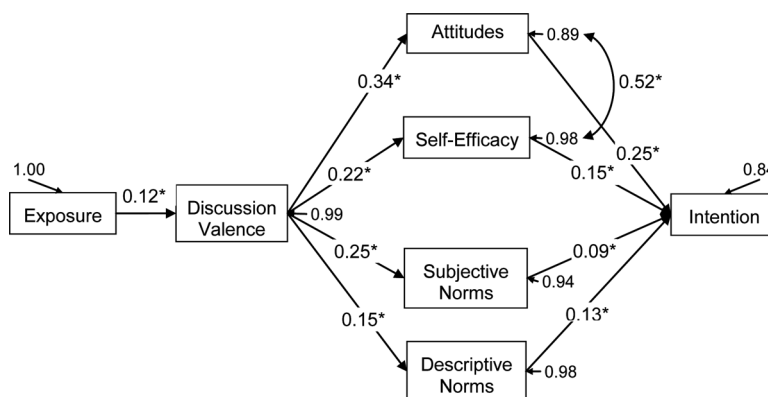 Attitudes
0.89
0.34*
0.52*
Self-Efficacy
0.98
0.22*
0.25*
0.15*
1.00
0.12*
0.84
Exposure
Discussion
Valence
0.99
Intention
0.25*
0.09*
Subjective
Norms
0.94
0.15*
0.13*
Descriptive
Norms
0.98